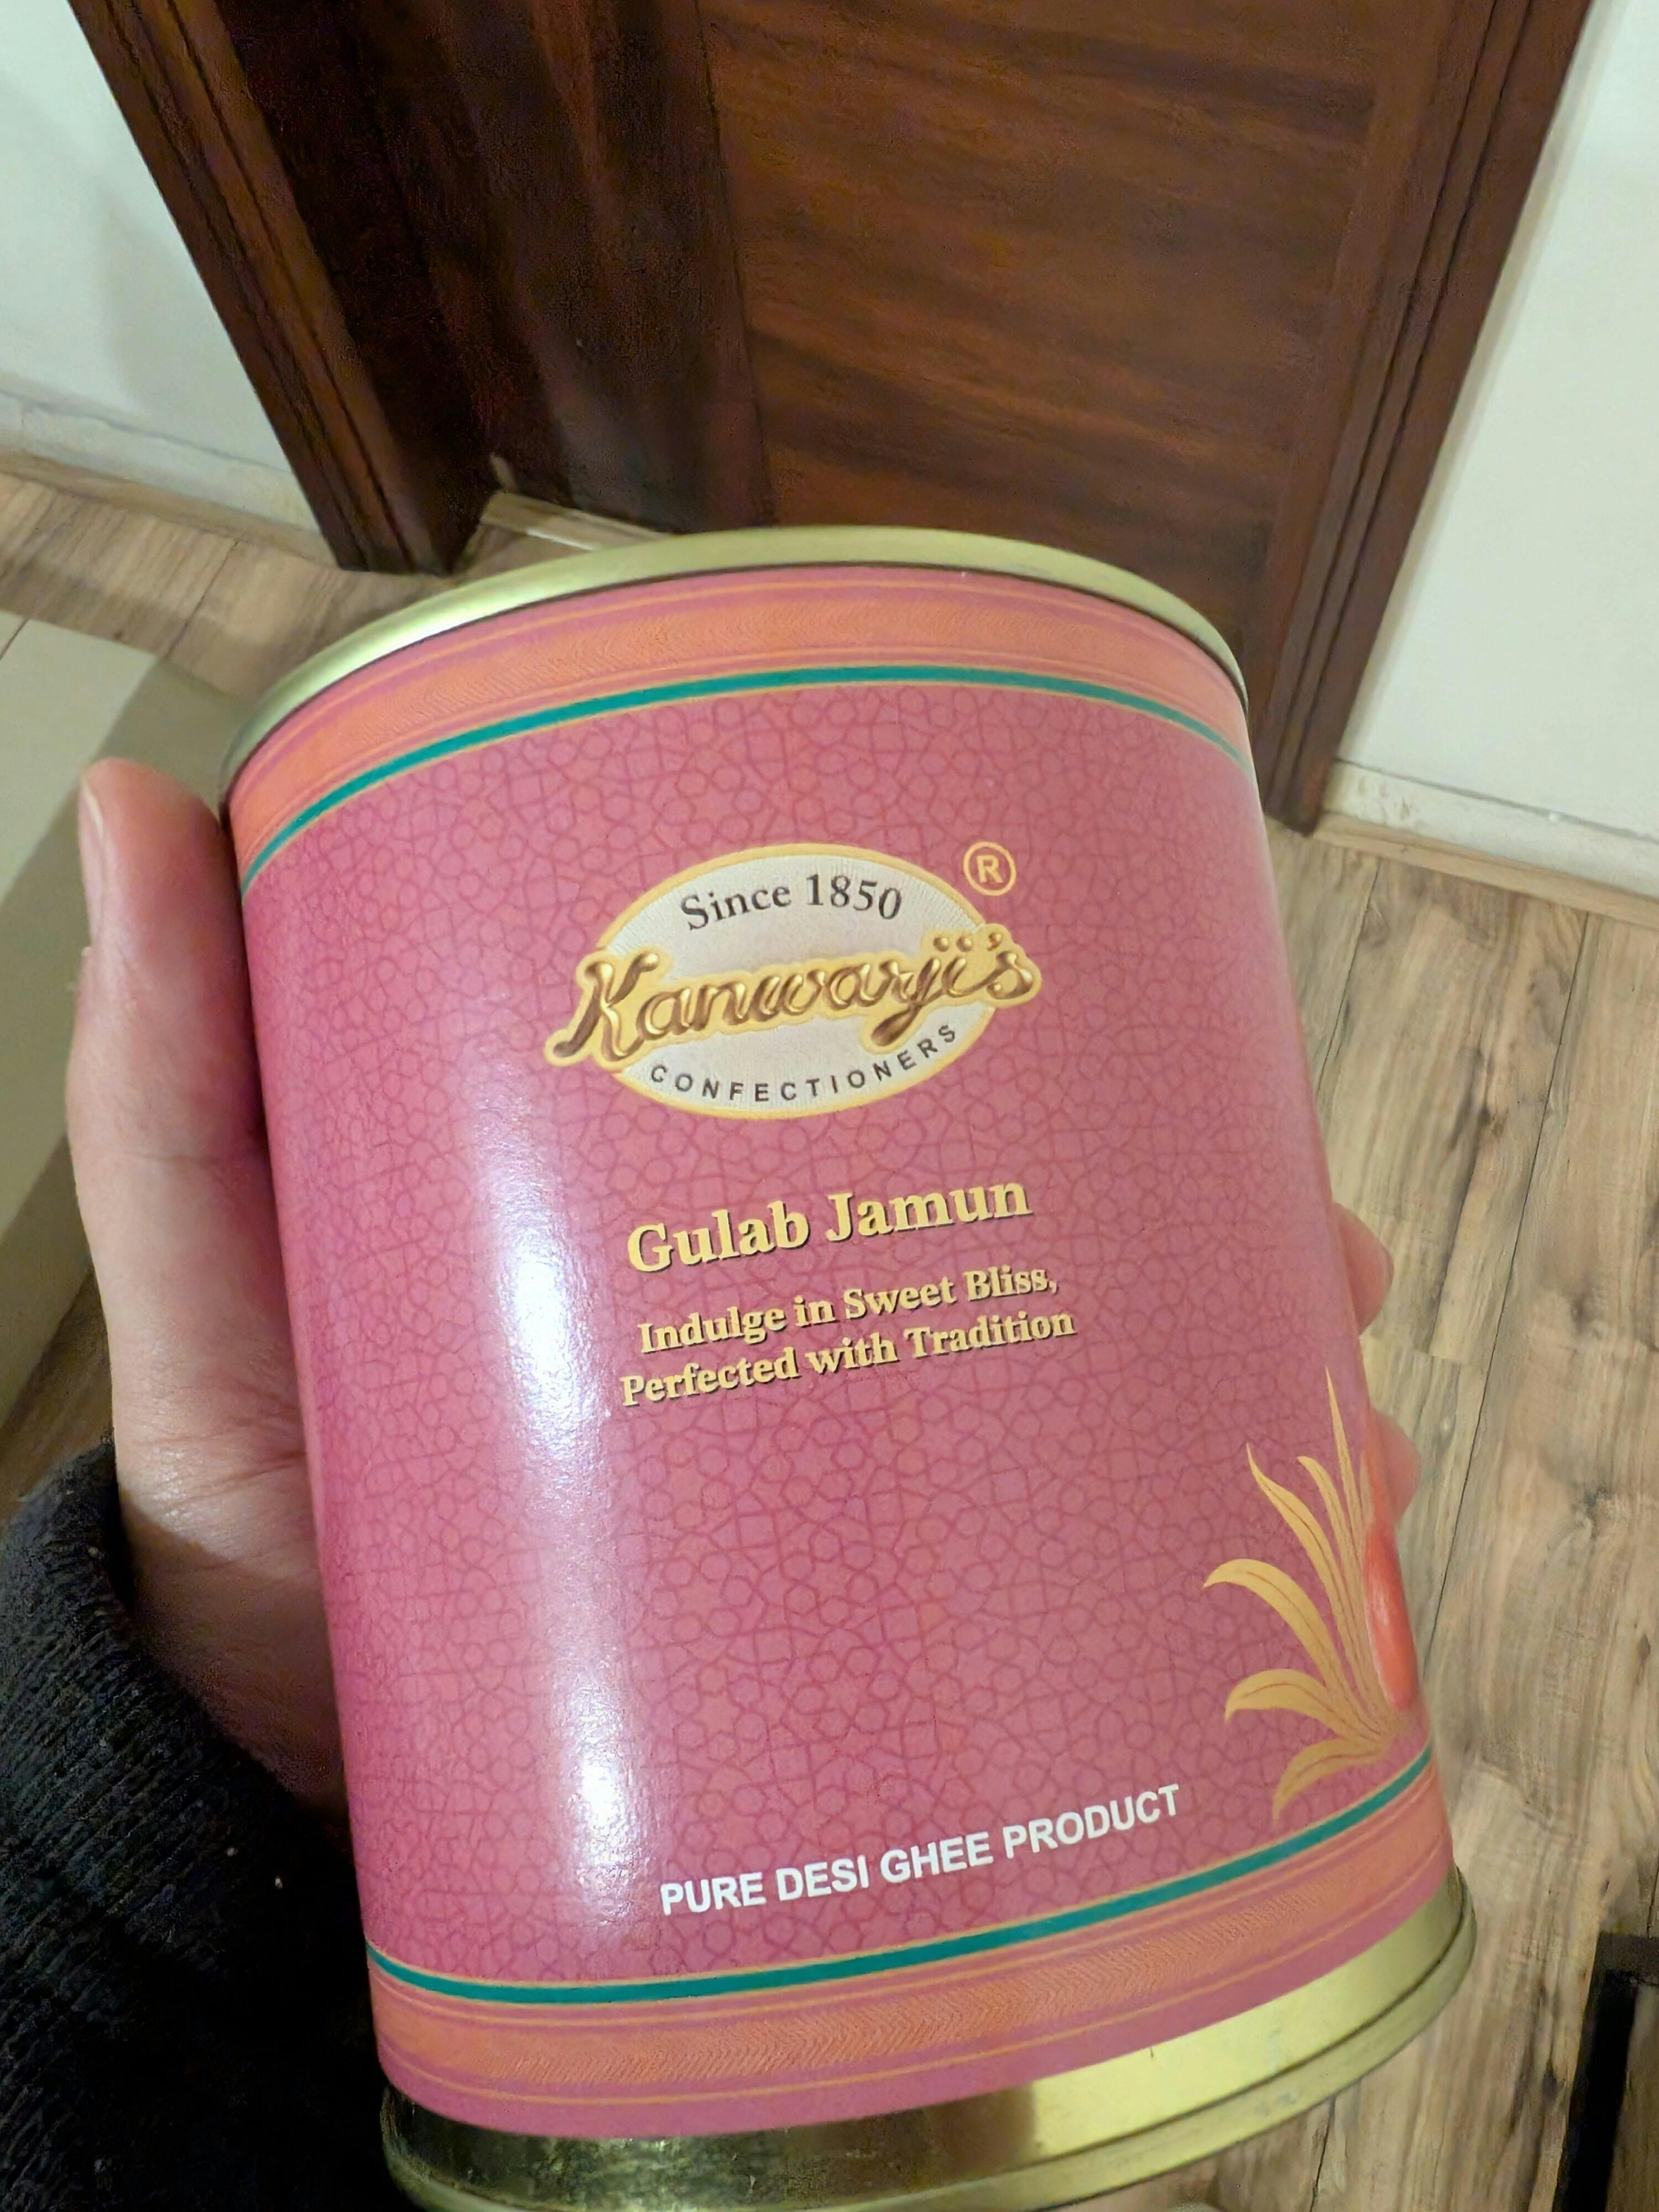 Since 1850
®
Kanwarji's
CONFECTIONERS
Gulab Jamun
Indulge in Sweet Bliss,
Perfected with Tradition
PURE DESI GHEE PRODUCT